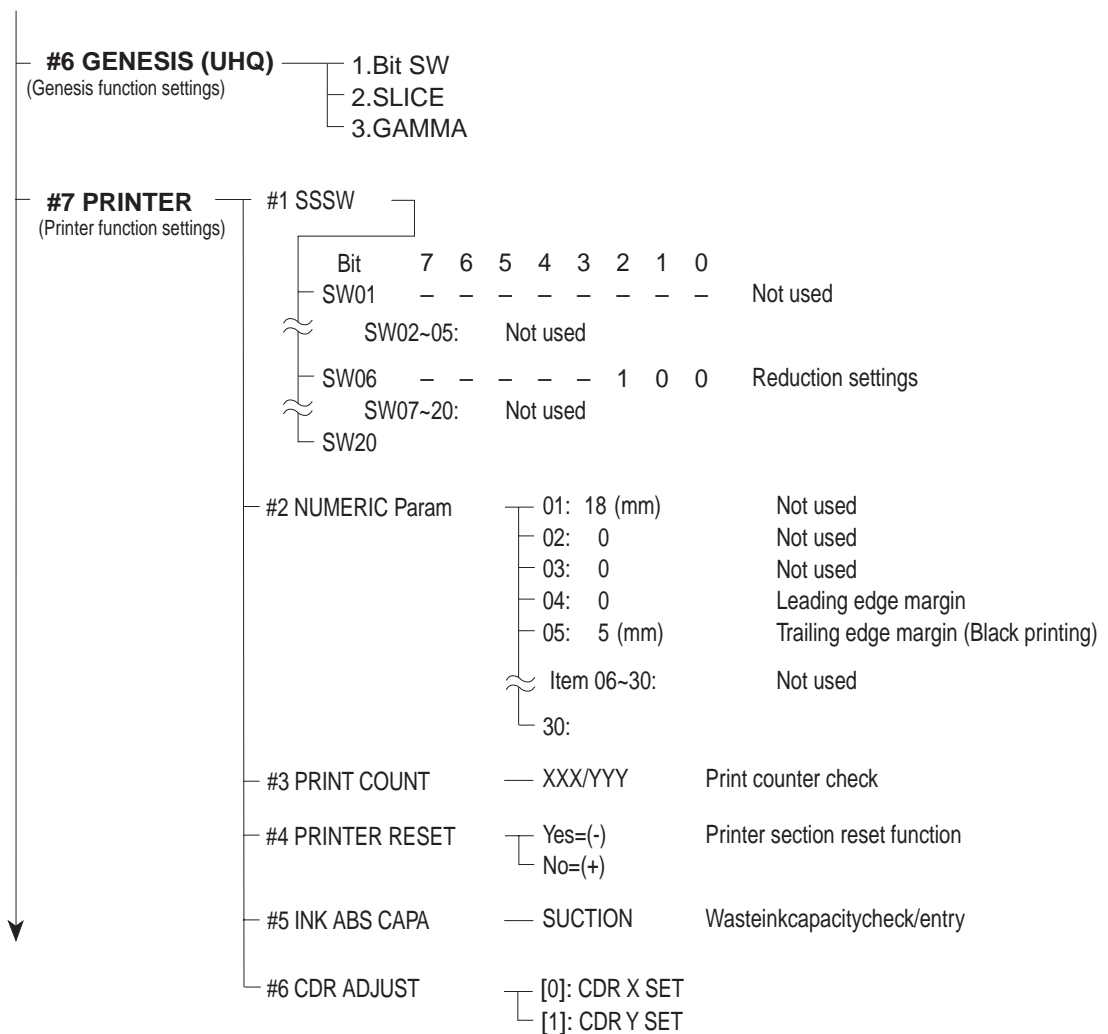 #6 GENESIS (UHQ) 1.Bit SW
(Genesis function settings) 2.SLICE
3.GAMMA
#7 PRINTER #1 SSSW
(Printer function settings)
Bit 7 6 5 4 3 2 1 0
SW01 – – – – – – – – Not used
SW02~05: Not used
SW06 – – – – – 1 0 0 Reduction settings
SW07~20: Not used
SW20
#2 NUMERIC Param 01: 18 (mm) Not used
02: 0 Not used
03: 0 Not used
04: 0 Leading edge margin
05: 5 (mm) Trailing edge margin (Black printing)
Item 06~30: Not used
30:
#3 PRINT COUNT XXX/YYY Print counter check
#4 PRINTER RESET Yes=(-) Printer section reset function
No=(+)
#5 INK ABS CAPA SUCTION Wasteinkcapacitycheck/entry
#6 CDR ADJUST [0]: CDR X SET
[1]: CDR Y SET